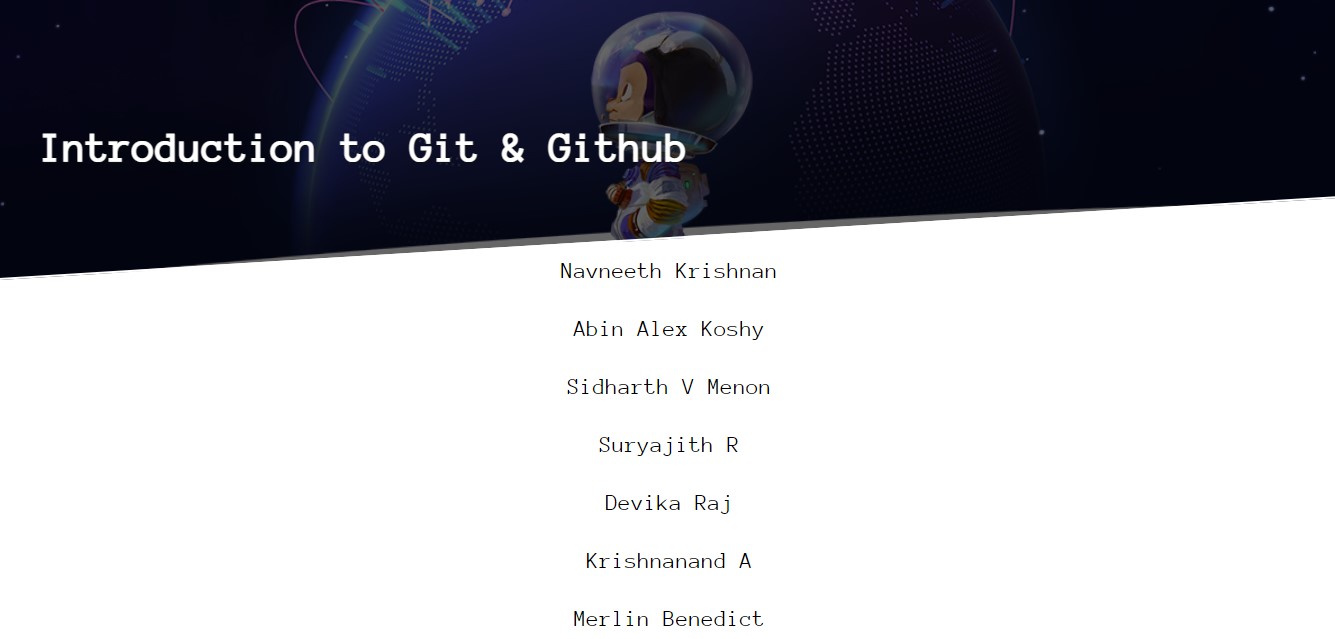 Introduction to Git & Github
Navneeth Krishnan
Abin Alex Koshy
Sidharth V Menon
Suryajith R
Devika Raj
Krishnanand A
Merlin Benedict